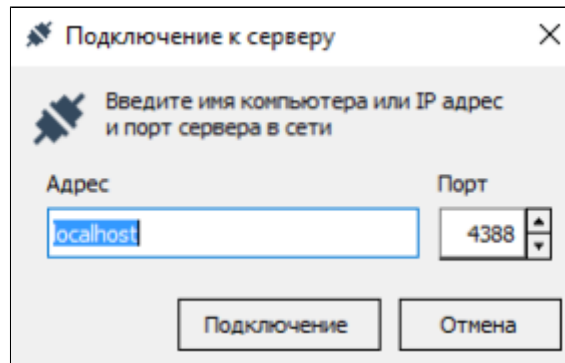 Подключение к серверу
Введите имя компьютера или IP адрес
и порт сервера в сети
Адрес
Порт
localhost
4388
Подключение
Отмена